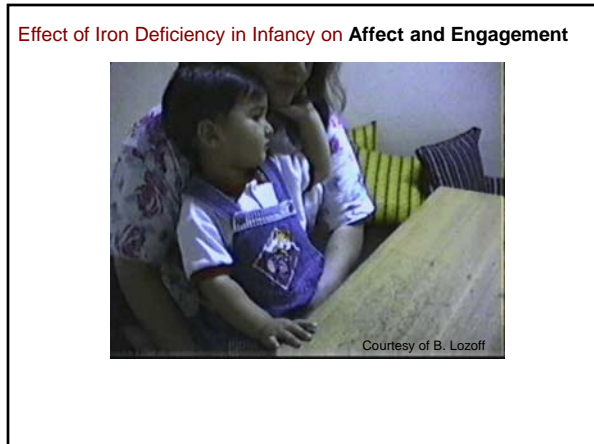 Effect of Iron Deficiency in Infancy on Affect and Engagement
Courtesy of B. Lozoff